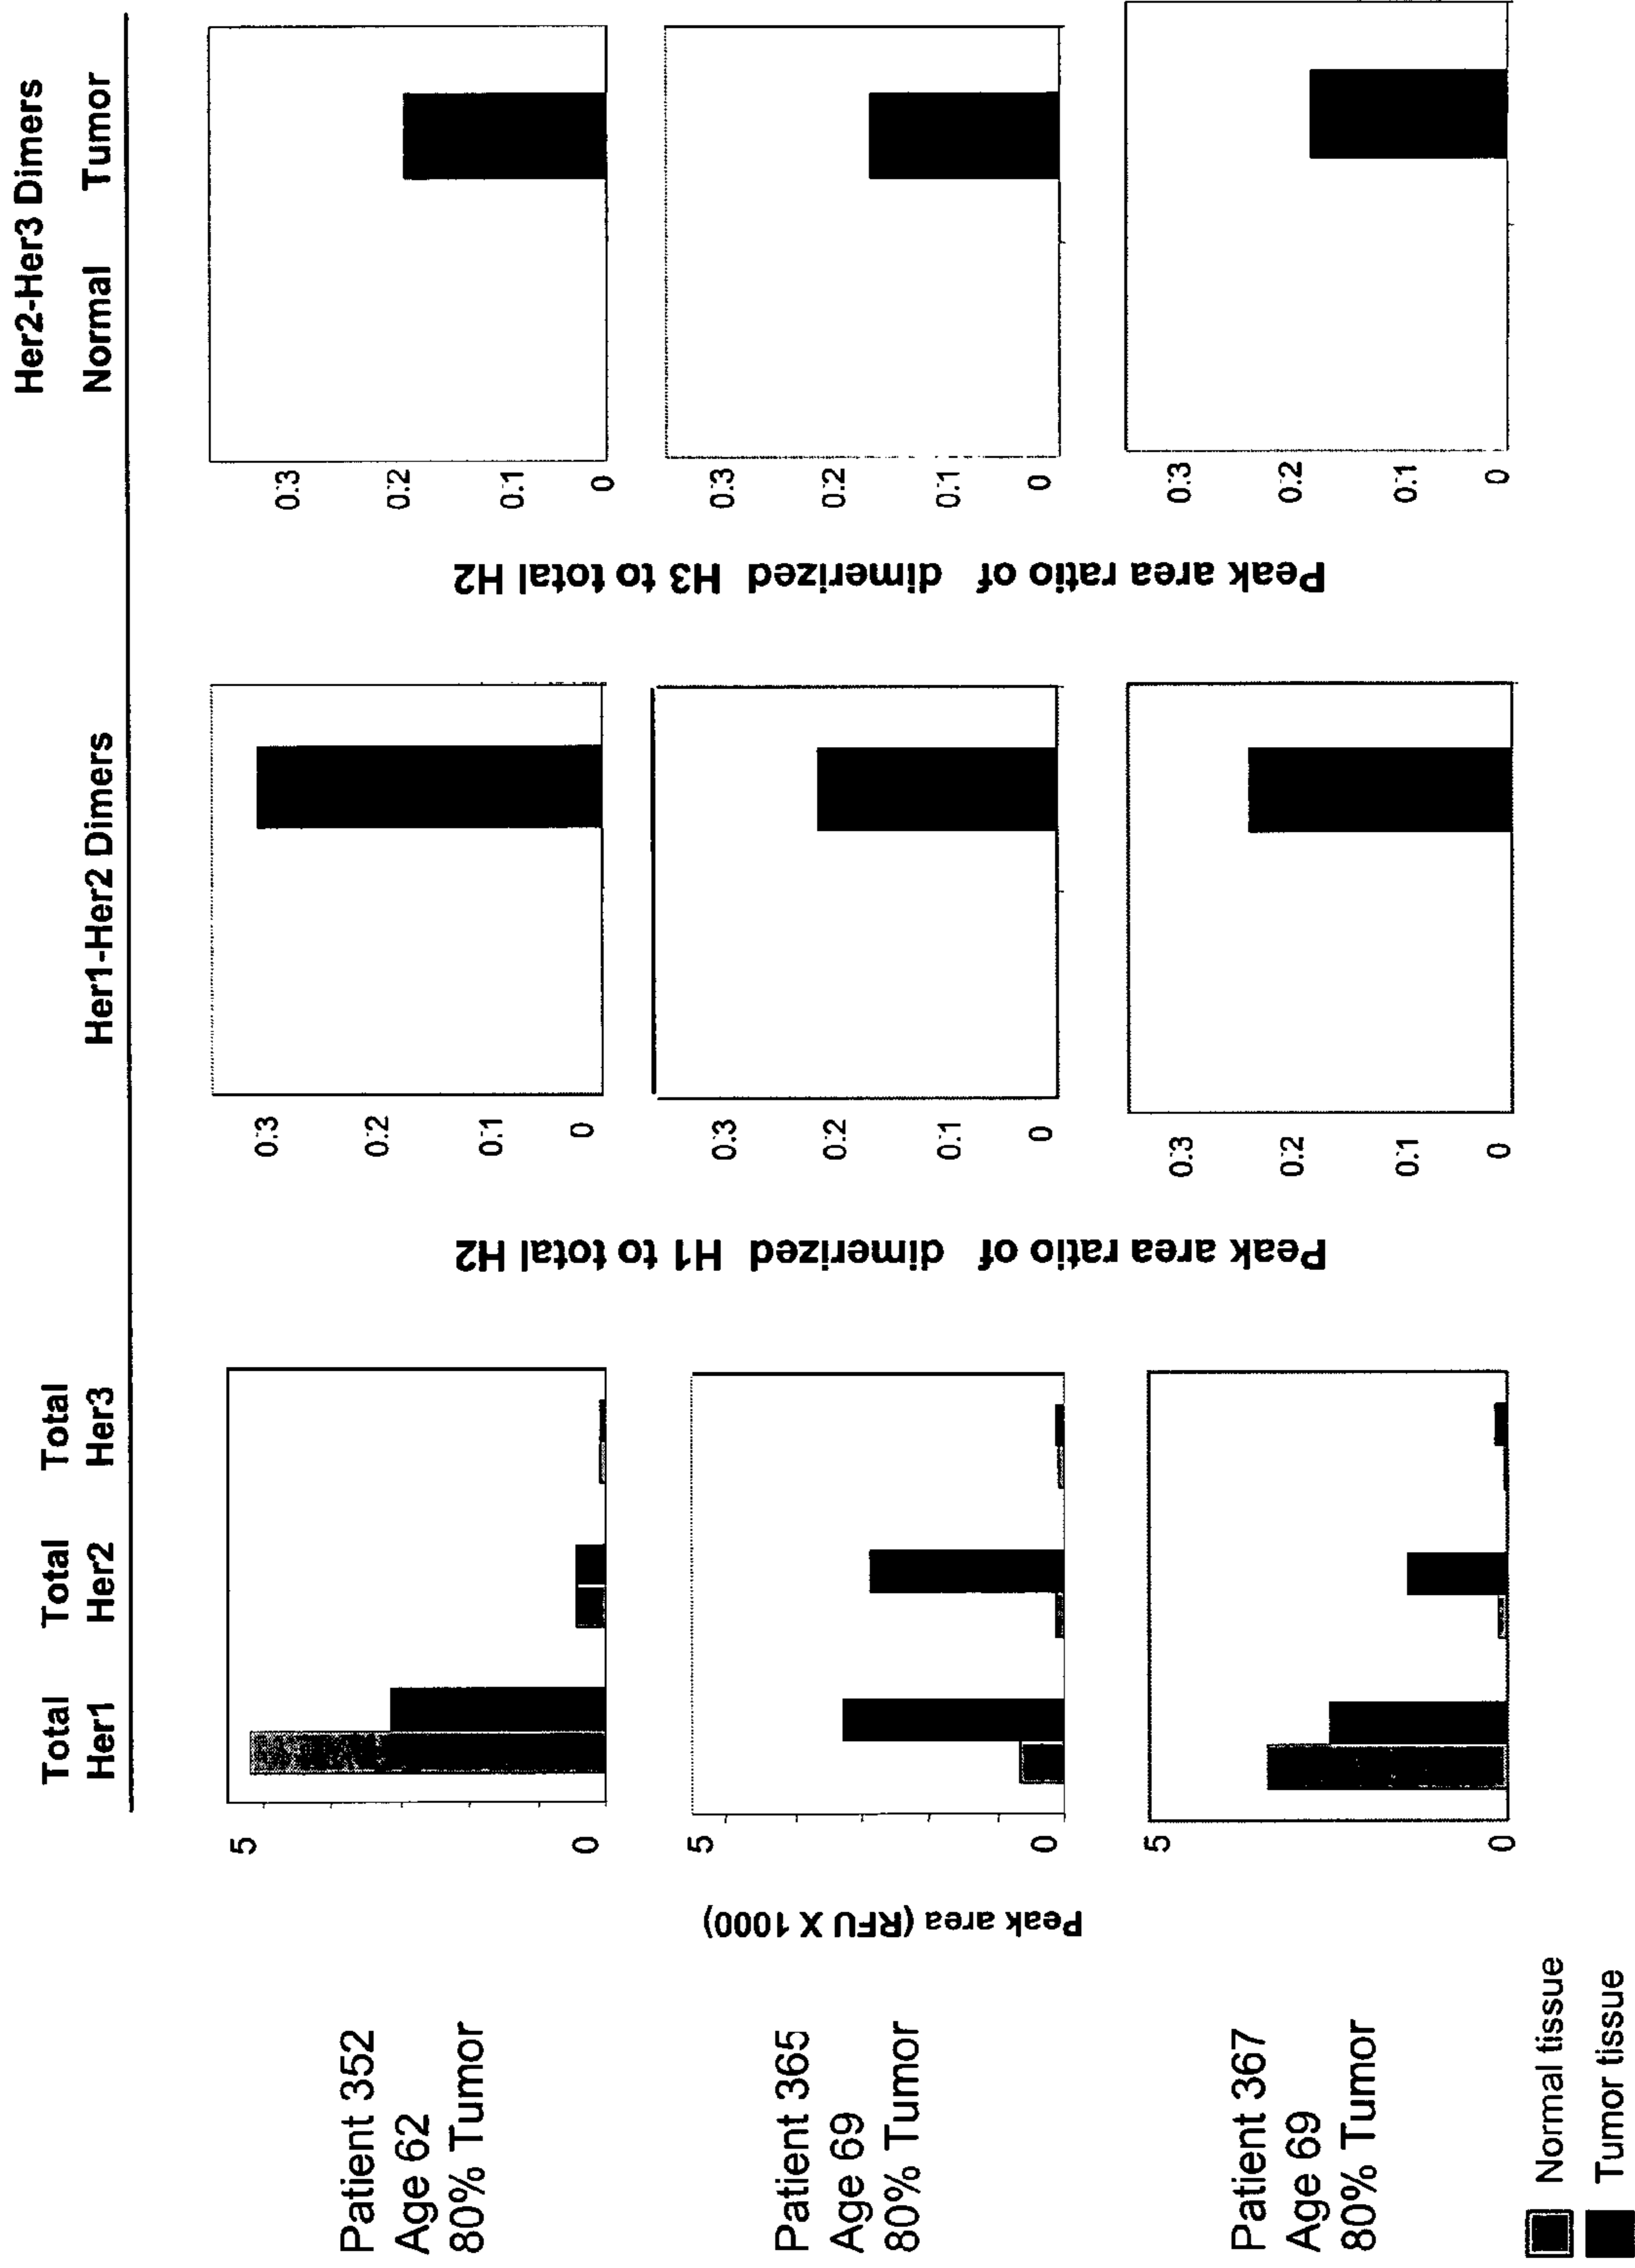 Her2-Her3 Dimers
Total Total Total
Her1 Her2 Her3
Her1-Her2 Dimers
Normal Tumor
Patient 352
Age 62
80% Tumor
5
0
0.3
0.2
0.1
0
0.3
0.2
0.1
0
Patient 365
Age 69
80% Tumor
Peak area (RFU X 1000)
5
0
Peak area ratio of dimerized H1 to total H2
0.3
0.2
0.1
0
Peak area ratio of dimerized H3 to total H2
0.3
0.2
0.1
0
Patient 367
Age 69
80% Tumor
5
0
0.3
0.2
0.1
0
0.3
0.2
0.1
0
Normal tissue
Tumor tissue